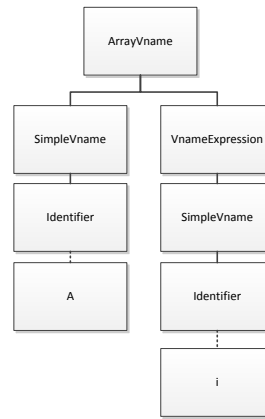 ArrayVname
SimpleVname
VnameExpression
Identifier
SimpleVname
A
Identifier
i